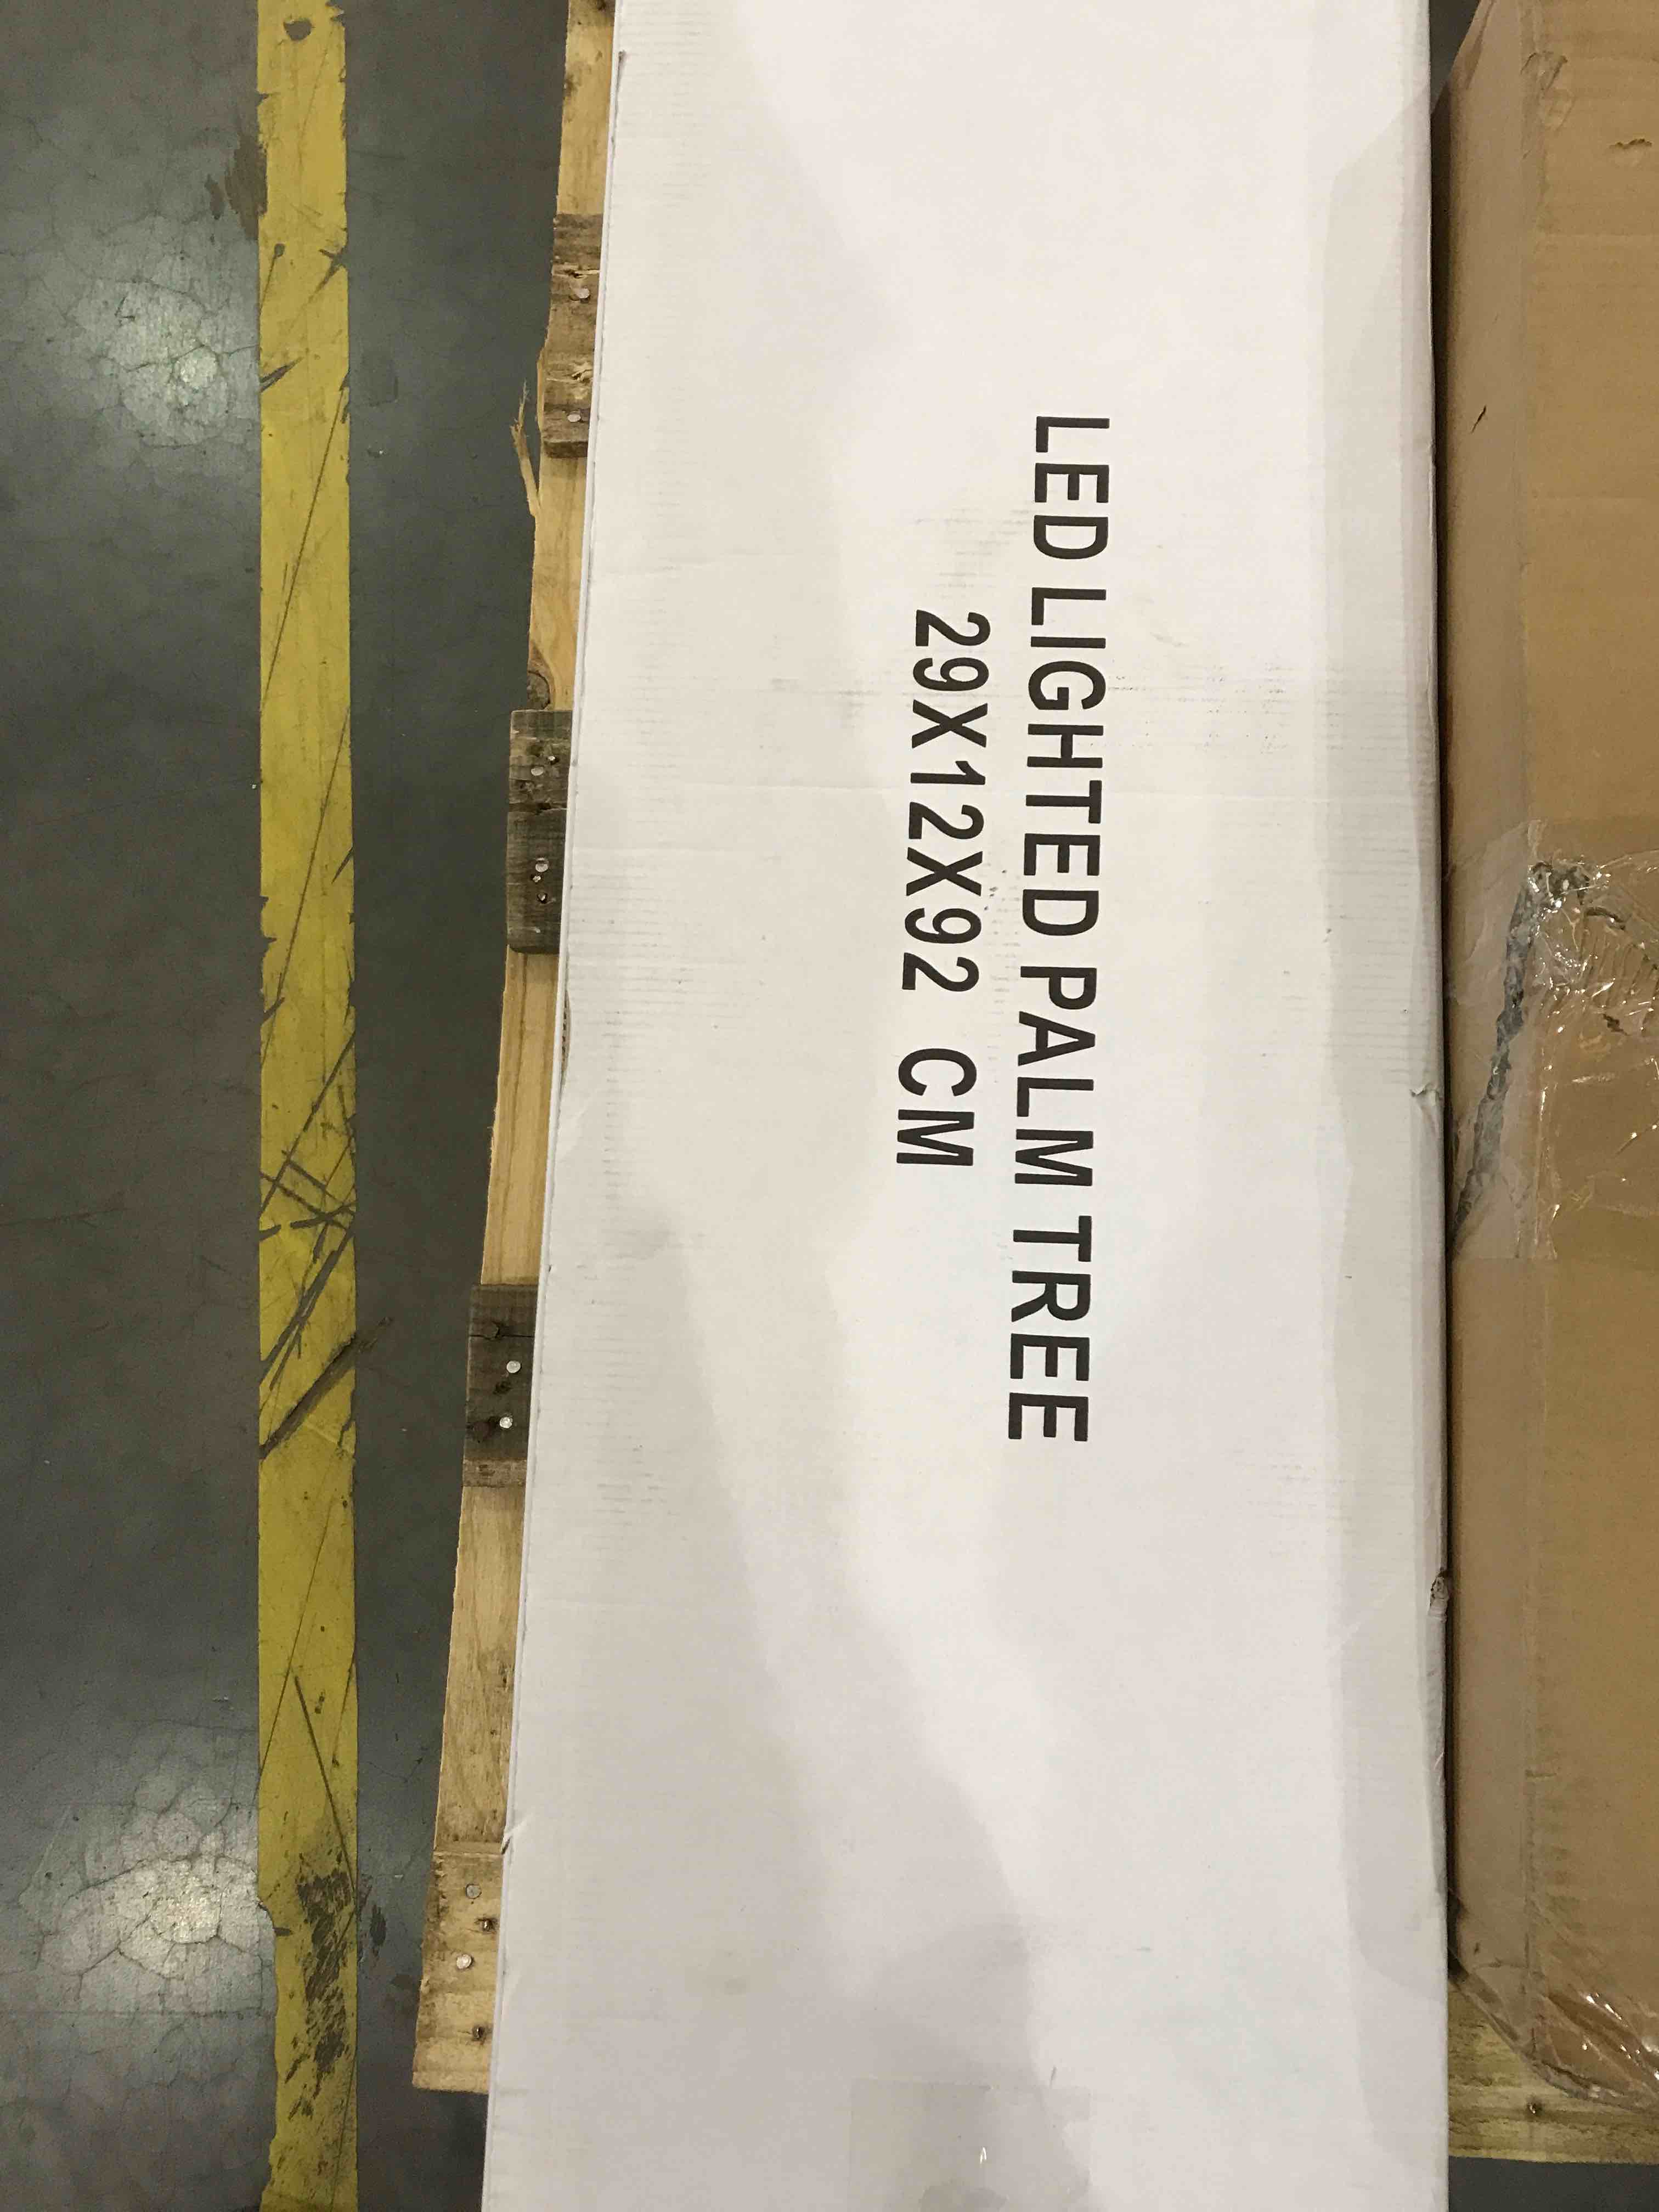 LED LIGHTED PALM TREE
29X12X92 CM